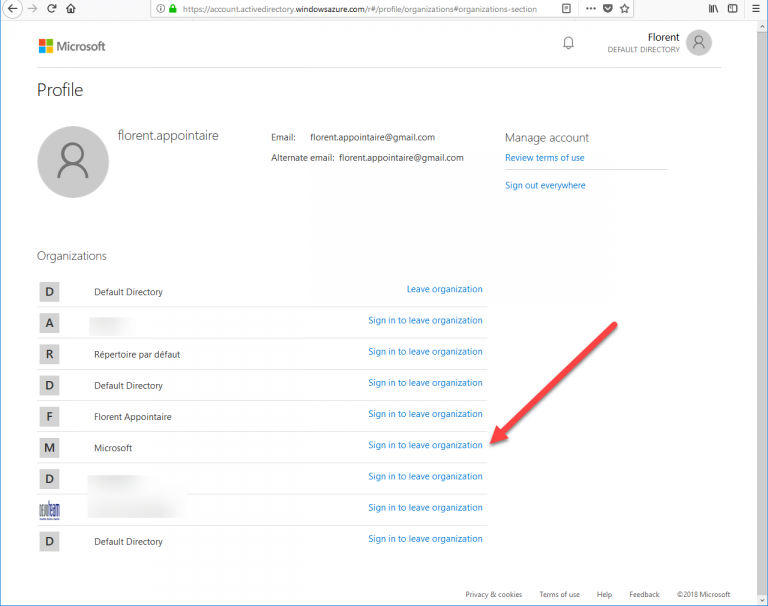 https://account.activedirectory.windowsazure.com/r#/profile/organizations#organizations-section
Microsoft
Florent
DEFAULT DIRECTORY
Profile
florent.appointaire
Email: florent.appointaire@gmail.com
Alternate email: florent.appointaire@gmail.com
Manage account
Review terms of use
Sign out everywhere
Organizations
D Default Directory Leave organization
A Sign in to leave organization
R Répertoire par défaut Sign in to leave organization
D Default Directory Sign in to leave organization
F Florent Appointaire Sign in to leave organization
M Microsoft Sign in to leave organization
D Sign in to leave organization
Sign in to leave organization
D Default Directory Sign in to leave organization
Privacy & cookies Terms of use Help Feedback ©2018 Microsoft